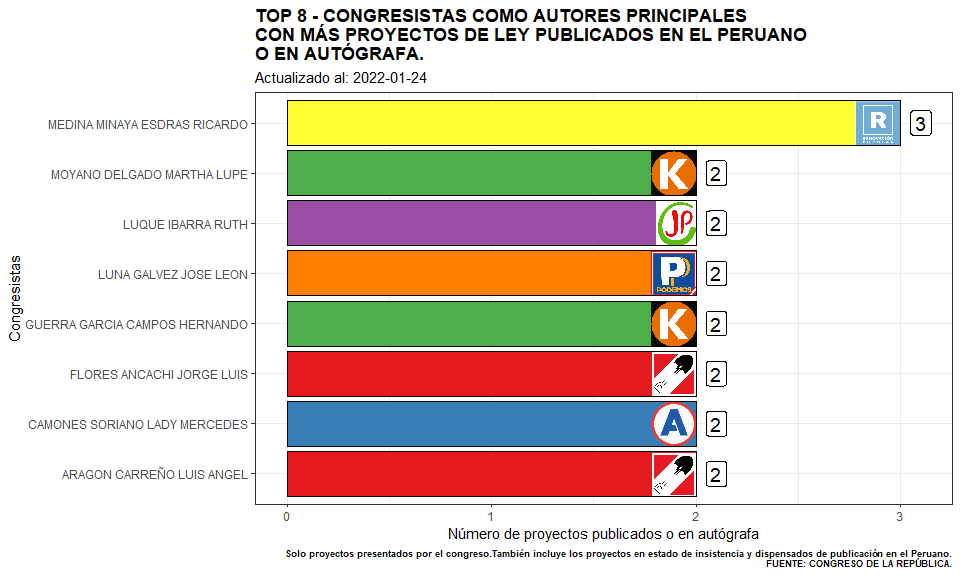 TOP 8 - CONGRESISTAS COMO AUTORES PRINCIPALES
CON MÁS PROYECTOS DE LEY PUBLICADOS EN EL PERUANO
O EN AUTÓGRAFA.
Actualizado al: 2022-01-24
Congresistas
MEDINA MINAYA ESDRAS RICARDO
R
RENOVACIÓN
3
MOYANO DELGADO MARTHA LUPE
K
2
LUQUE IBARRA RUTH
JP
2
LUNA GALVEZ JOSE LEON
P
PODEMOS
2
GUERRA GARCIA CAMPOS HERNANDO
K
2
FLORES ANCACHI JORGE LUIS
2
CAMONES SORIANO LADY MERCEDES
A
2
ARAGON CARREÑO LUIS ANGEL
2
0 1 2 3
Número de proyectos publicados o en autógrafa
Solo proyectos presentados por el congreso.También incluye los proyectos en estado de insistencia y dispensados de publicación en el Peruano.
FUENTE: CONGRESO DE LA REPÚBLICA.